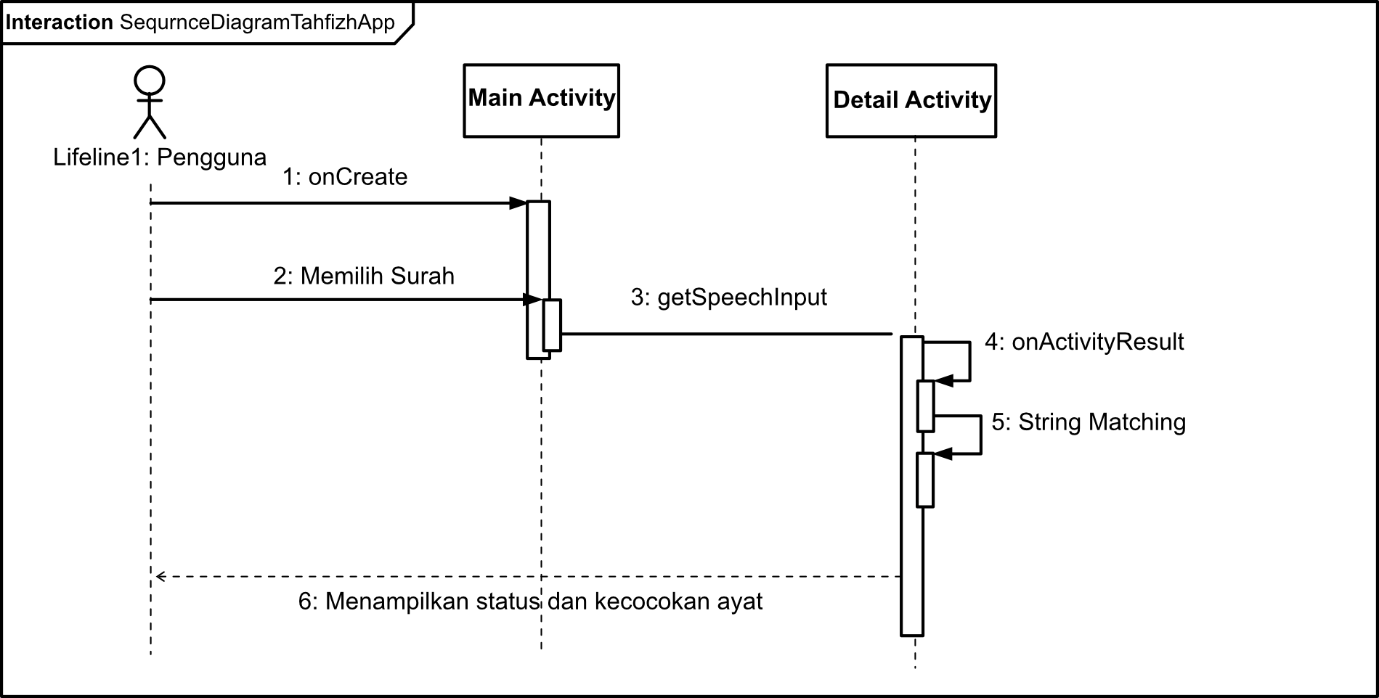 Interaction SequrnceDiagramTahfizhApp
Main Activity
Detail Activity
Lifeline1: Pengguna
1: onCreate
2: Memilih Surah
3: getSpeechInput
4: onActivityResult
5: String Matching
6: Menampilkan status dan kecocokan ayat